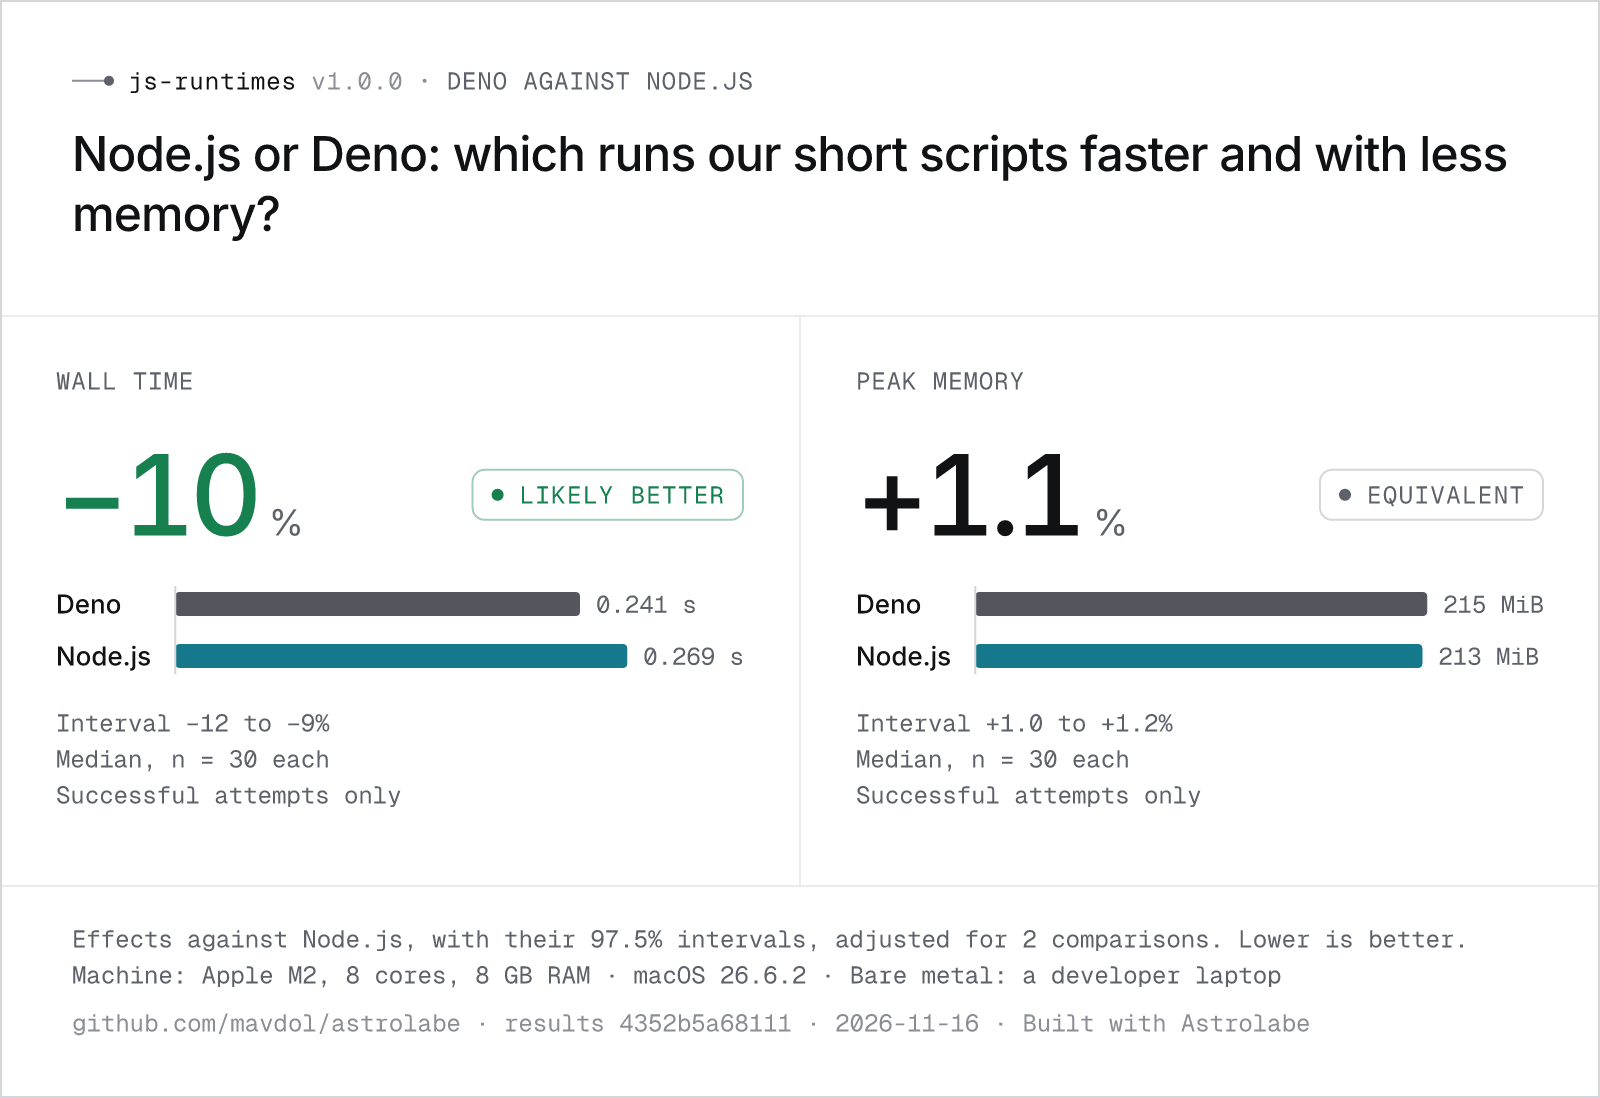 js-runtimes v1.0.0 · DENO AGAINST NODE.JS
Node.js or Deno: which runs our short scripts faster and with less
memory?
WALL TIME
−10 %
LIKELY BETTER
Deno 0.241 s
Node.js 0.269 s
Interval −12 to −9%
Median, n = 30 each
Successful attempts only
PEAK MEMORY
+1.1 %
EQUIVALENT
Deno 215 MiB
Node.js 213 MiB
Interval +1.0 to +1.2%
Median, n = 30 each
Successful attempts only
Effects against Node.js, with their 97.5% intervals, adjusted for 2 comparisons. Lower is better.
Machine: Apple M2, 8 cores, 8 GB RAM · macOS 26.6.2 · Bare metal: a developer laptop
github.com/mavdol/astrolabe · results 4352b5a68111 · 2026-11-16 · Built with Astrolabe